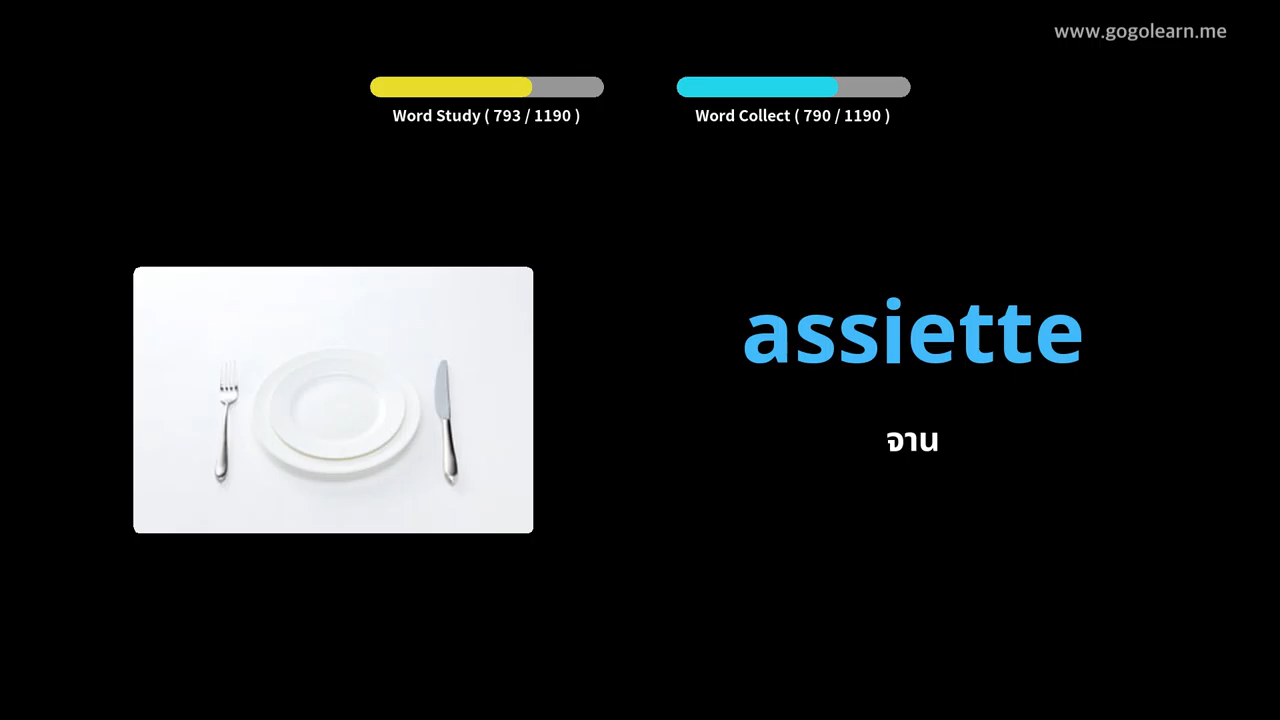 www.gogolearn.me
Word Study ( 793 / 1190 )
Word Collect ( 790 / 1190 )
assiette
จาน